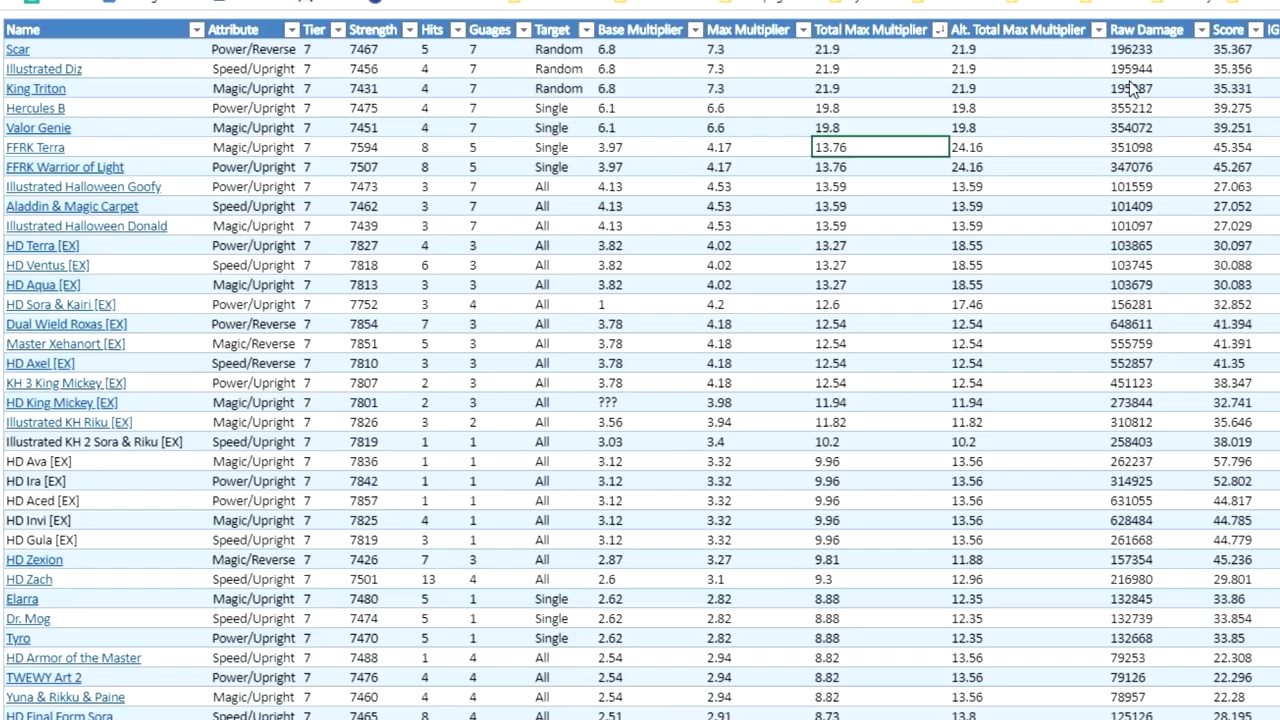 Name Attribute Tier Strength Hits Guages Target Base Multiplier Max Multiplier Total Max Multiplier Alt. Total Max Multiplier Raw Damage Score IG
Scar Power/Reverse 7 7467 5 7 Random 6.8 7.3 21.9 21.9 196233 35.367
Illustrated Diz Speed/Upright 7 7456 4 7 Random 6.8 7.3 21.9 21.9 195944 35.356
King Triton Magic/Upright 7 7431 4 7 Random 6.8 7.3 21.9 21.9 35.331
Hercules B Power/Upright 7 7475 4 7 Single 6.1 6.6 19.8 19.8 355212 39.275
Valor Genie Magic/Upright 7 7451 4 7 Single 6.1 6.6 19.8 19.8 354072 39.251
FFRK Terra Magic/Upright 7 7594 8 5 Single 3.97 4.17 13.76 24.16 351098 45.354
FFRK Warrior of Light Power/Upright 7 7507 8 5 Single 3.97 4.17 13.76 24.16 347076 45.267
Illustrated Halloween Goofy Power/Upright 7 7473 3 7 All 4.13 4.53 13.59 13.59 101559 27.063
Aladdin & Magic Carpet Speed/Upright 7 7462 3 7 All 4.13 4.53 13.59 13.59 101409 27.052
Illustrated Halloween Donald Magic/Upright 7 7439 3 7 All 4.13 4.53 13.59 13.59 101097 27.029
HD Terra [EX] Power/Upright 7 7827 4 3 All 3.82 4.02 13.27 18.55 103865 30.097
HD Ventus [EX] Speed/Upright 7 7818 6 3 All 3.82 4.02 13.27 18.55 103745 30.088
HD Aqua [EX] Magic/Upright 7 7813 3 3 All 3.82 4.02 13.27 18.55 103679 30.083
HD Sora & Kairi [EX] Power/Upright 7 7752 3 4 All 1 4.2 12.6 17.46 156281 32.852
Dual Wield Roxas [EX] Power/Reverse 7 7854 7 3 All 3.78 4.18 12.54 12.54 648611 41.394
Master Xehanort [EX] Magic/Reverse 7 7851 5 3 All 3.78 4.18 12.54 12.54 555759 41.391
HD Axel [EX] Speed/Reverse 7 7810 3 3 All 3.78 4.18 12.54 12.54 552857 41.35
KH 3 King Mickey [EX] Power/Upright 7 7807 2 3 All 3.78 4.18 12.54 12.54 451123 38.347
HD King Mickey [EX] Magic/Upright 7 7801 2 3 All ??? 3.98 11.94 11.94 273844 32.741
Illustrated KH Riku [EX] Magic/Upright 7 7826 3 2 All 3.56 3.94 11.82 11.82 310812 35.646
Illustrated KH 2 Sora & Riku [EX] Speed/Upright 7 7819 1 1 All 3.03 3.4 10.2 10.2 258403 38.019
HD Ava [EX] Magic/Upright 7 7836 1 1 All 3.12 3.32 9.96 13.56 262237 57.796
HD Ira [EX] Power/Upright 7 7842 1 1 All 3.12 3.32 9.96 13.56 314925 52.802
HD Aced [EX] Power/Upright 7 7857 1 1 All 3.12 3.32 9.96 13.56 631055 44.817
HD Invi [EX] Magic/Upright 7 7825 4 1 All 3.12 3.32 9.96 13.56 628484 44.785
HD Gula [EX] Speed/Upright 7 7819 3 1 All 3.12 3.32 9.96 13.56 261668 44.779
HD Zexion Magic/Reverse 7 7426 7 3 All 2.87 3.27 9.81 11.88 157354 45.236
HD Zach Speed/Upright 7 7501 13 4 All 2.6 3.1 9.3 12.96 216980 29.801
Elarra Magic/Upright 7 7480 5 1 Single 2.62 2.82 8.88 12.35 132845 33.86
Dr. Mog Speed/Upright 7 7474 5 1 Single 2.62 2.82 8.88 12.35 132739 33.854
Tyro Power/Upright 7 7470 5 1 Single 2.62 2.82 8.88 12.35 132668 33.85
HD Armor of the Master Speed/Upright 7 7488 1 4 All 2.54 2.94 8.82 13.56 79253 22.308
TWEWY Art 2 Power/Upright 7 7476 4 4 All 2.54 2.94 8.82 13.56 79126 22.296
Yuna & Rikku & Paine Magic/Upright 7 7460 4 4 All 2.54 2.94 8.82 13.56 78957 22.28
HD Final Form Sora Speed/Upright 7 7465 8 4 All 2.51 2.91 8.73 13.8 125126 28.195